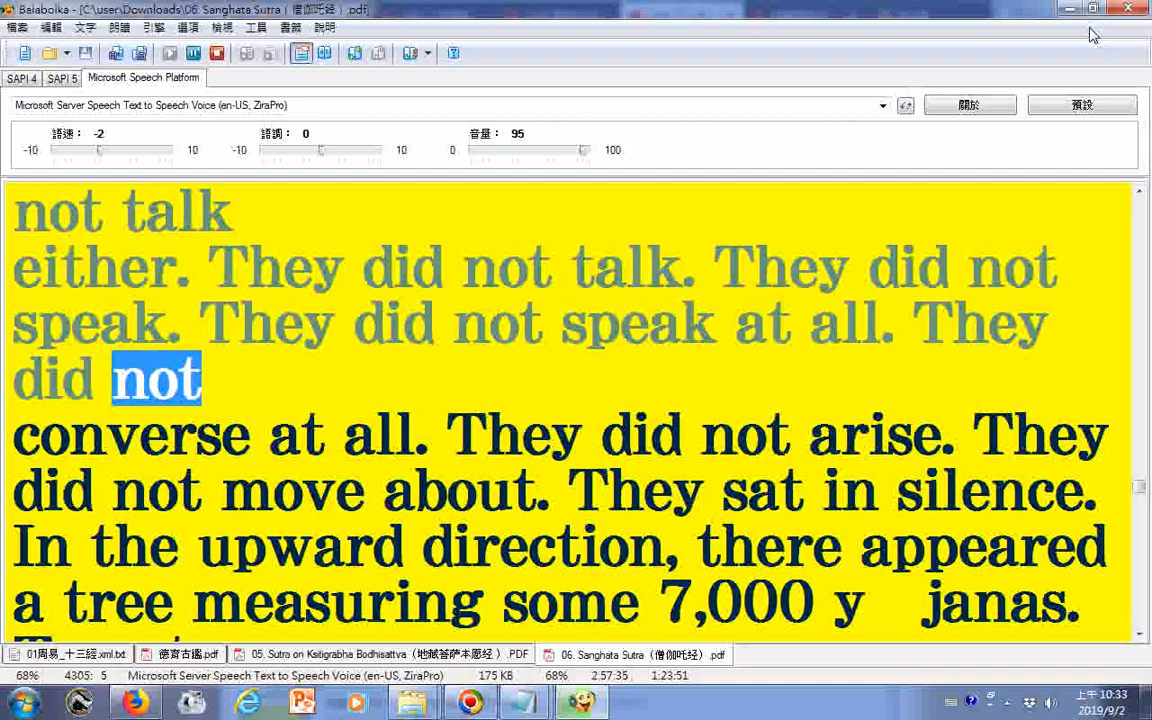 Balabolka - [C:\user\Downloads\06. Sanghata Sutra（僧伽吒经）.pdf]
檔案 編輯 文字 朗讀 引擎 選項 檢視 工具 書籤 說明
SAPI 4 SAPI 5 Microsoft Speech Platform
Microsoft Server Speech Text to Speech Voice (en-US, ZiraPro) 關於 預設
語速： -2 語調： 0 音量： 95
-10 10 -10 10 0 100
not talk
either. They did not talk. They did not
speak. They did not speak at all. They
did not
converse at all. They did not arise. They
did not move about. They sat in silence.
In the upward direction, there appeared
a tree measuring some 7,000 y janas.
01周易_十三經.xml.txt 德育古鑑.pdf 05. Sutra on Ksitigrabha Bodhisattva（地藏菩萨本愿经）.PDF 06. Sanghata Sutra（僧伽吒经）.pdf
68% 4305: 5 Microsoft Server Speech Text to Speech Voice (en-US, ZiraPro) 175 KB 68% 2:57:35 1:23:51
上午 10:33
2019/9/2